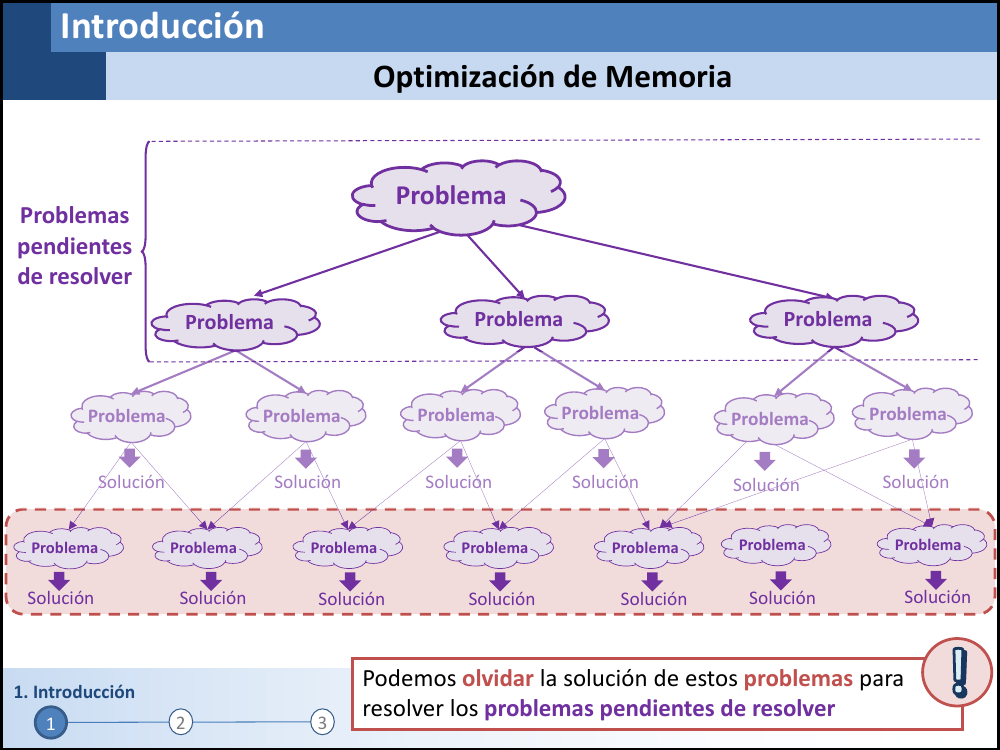 Introducción
Optimización de Memoria
Problemas
pendientes
de resolver
Problema
Problema
Problema
Problema
Problema
Problema
Problema
Problema
Problema
Problema
Solución
Solución
Solución
Solución
Solución
Solución
Problema
Problema
Problema
Problema
Problema
Problema
Problema
Solución
Solución
Solución
Solución
Solución
Solución
Solución
Podemos olvidar la solución de estos problemas para
resolver los problemas pendientes de resolver
!
1. Introducción
1 2 3